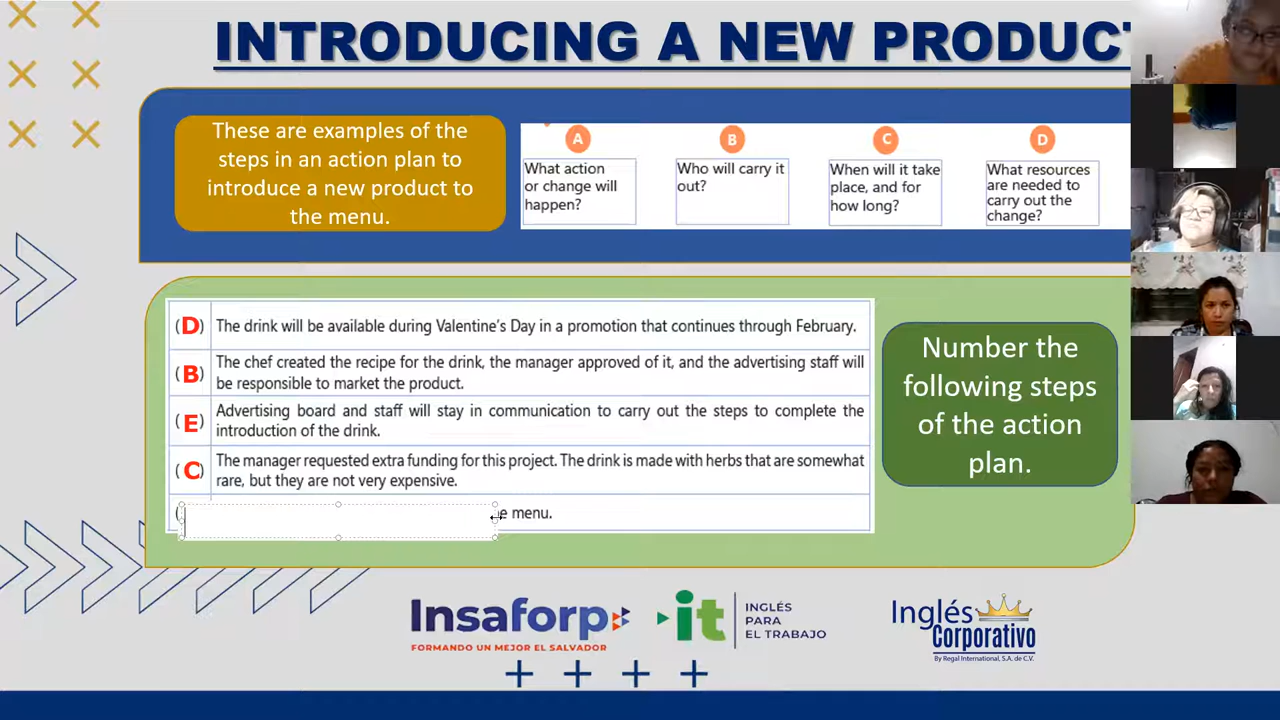 INTRODUCING A NEW PRODUCT
These are examples of the
steps in an action plan to
introduce a new product to
the menu.
A
What action
or change will
happen?
B
Who will carry it
out?
C
When will it take
place, and for
how long?
D
What resources
are needed to
carry out the
change?
(D) The drink will be available during Valentine's Day in a promotion that continues through February.
(B) The chef created the recipe for the drink, the manager approved of it, and the advertising staff will
be responsible to market the product.
(E) Advertising board and staff will stay in communication to carry out the steps to complete the
introduction of the drink.
(C) The manager requested extra funding for this project. The drink is made with herbs that are somewhat
rare, but they are not very expensive.
( menu.
Number the
following steps
of the action
plan.
Insaforp
FORMANDO UN MEJOR EL SALVADOR
it
INGLÉS
PARA
EL TRABAJO
Inglés
Corporativo
By Regal International, S.A. de C.V.